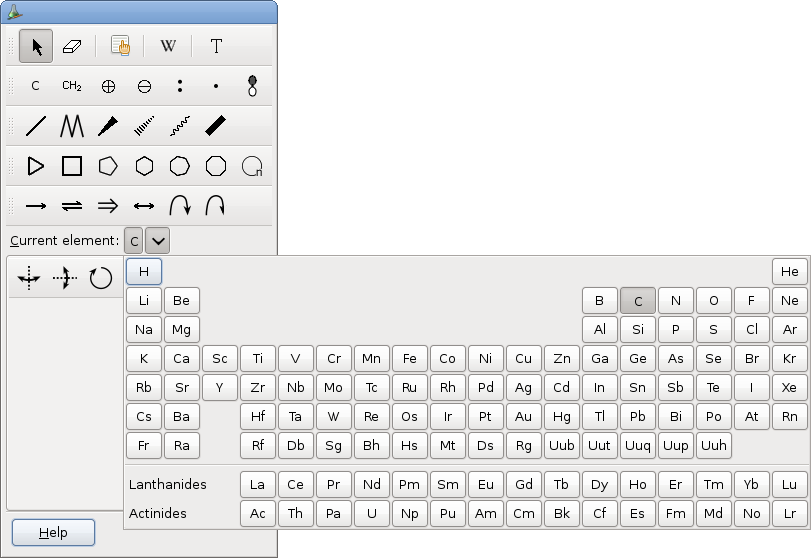 W T
C CH₂
n
Current element: C
H He
Li Be B C N O F Ne
Na Mg Al Si P S Cl Ar
K Ca Sc Ti V Cr Mn Fe Co Ni Cu Zn Ga Ge As Se Br Kr
Rb Sr Y Zr Nb Mo Tc Ru Rh Pd Ag Cd In Sn Sb Te I Xe
Cs Ba Hf Ta W Re Os Ir Pt Au Hg Tl Pb Bi Po At Rn
Fr Ra Rf Db Sg Bh Hs Mt Ds Rg Uub Uut Uuq Uup Uuh
Lanthanides La Ce Pr Nd Pm Sm Eu Gd Tb Dy Ho Er Tm Yb Lu
Actinides Ac Th Pa U Np Pu Am Cm Bk Cf Es Fm Md No Lr
Help